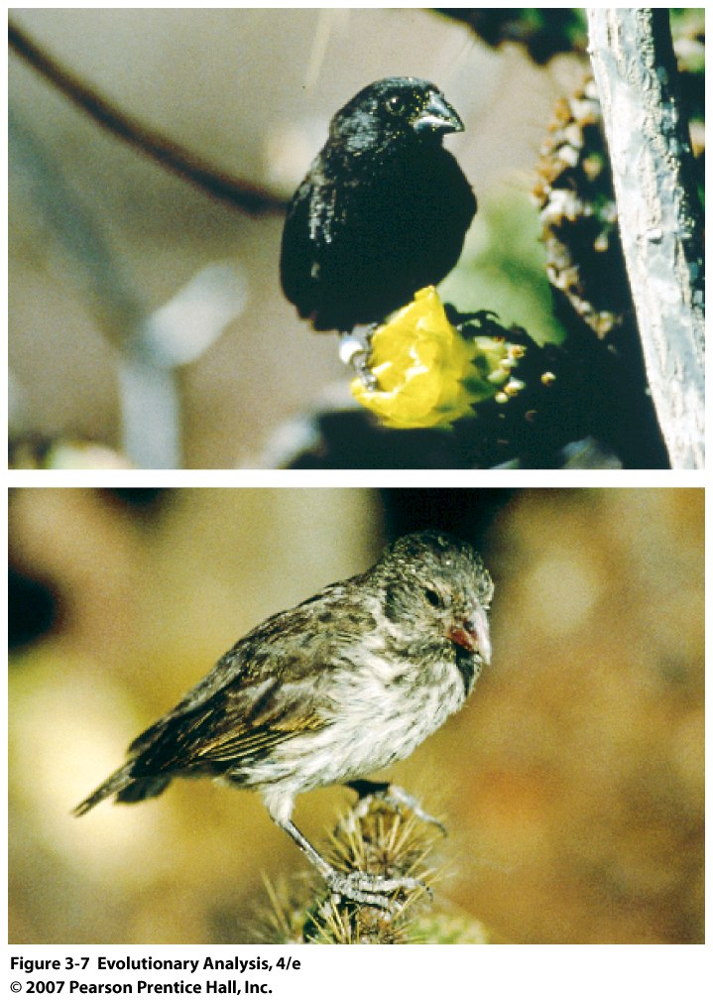 Figure 3-7 Evolutionary Analysis, 4/e
© 2007 Pearson Prentice Hall, Inc.